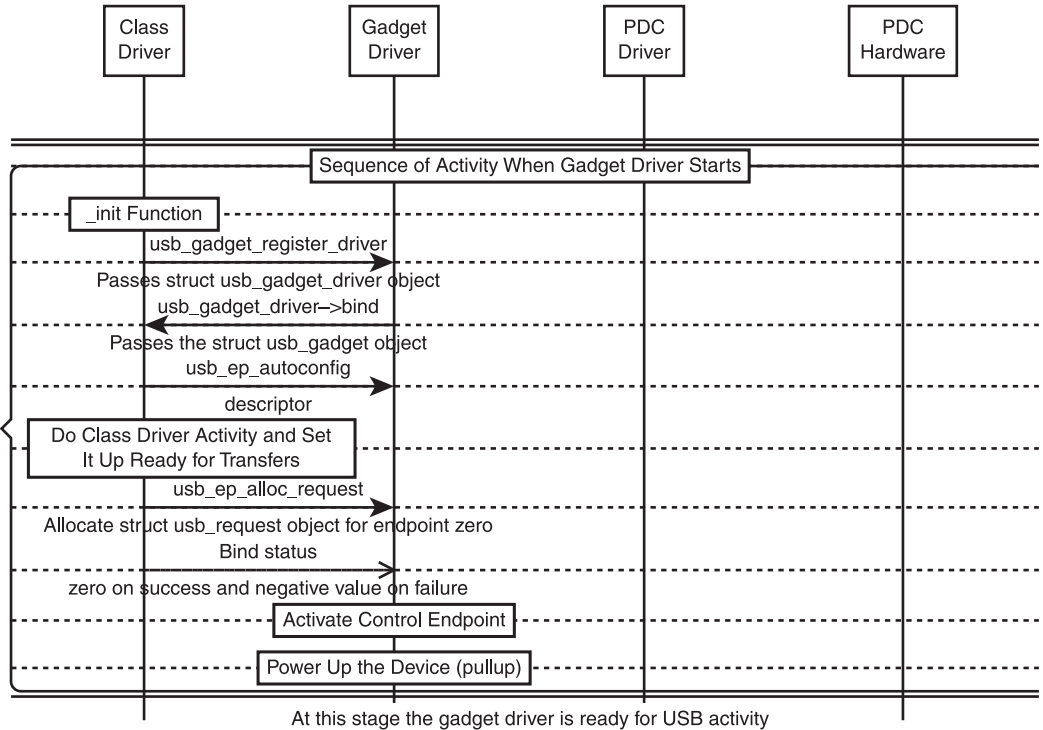 Class
Driver
Gadget
Driver
PDC
Driver
PDC
Hardware
Sequence of Activity When Gadget Driver Starts
_init Function
usb_gadget_register_driver
Passes struct usb_gadget_driver object
usb_gadget_driver–>bind
Passes the struct usb_gadget object
usb_ep_autoconfig
descriptor
Do Class Driver Activity and Set
It Up Ready for Transfers
usb_ep_alloc_request
Allocate struct usb_request object for endpoint zero
Bind status
zero on success and negative value on failure
Activate Control Endpoint
Power Up the Device (pullup)
At this stage the gadget driver is ready for USB activity